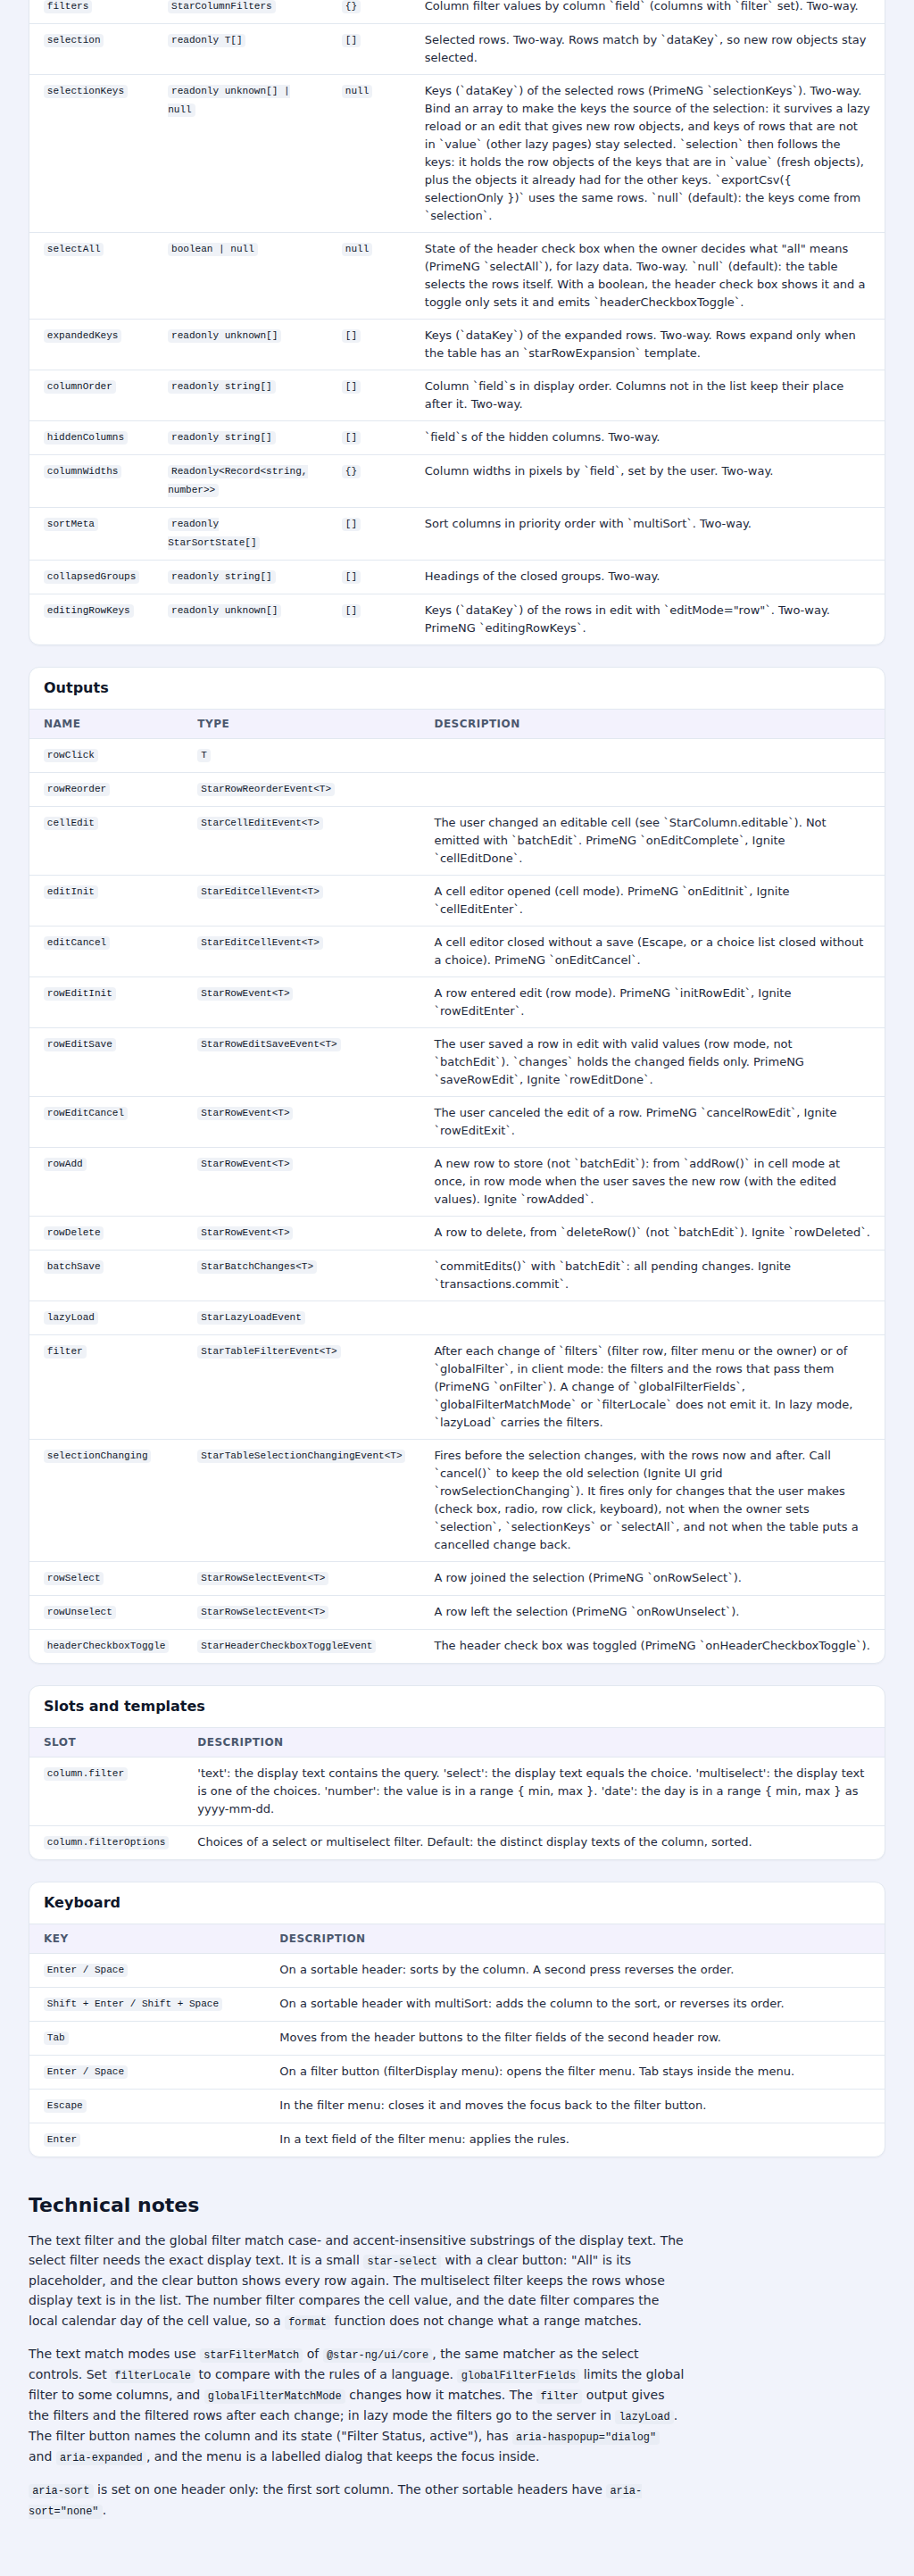 filters StarColumnFilters {} Column filter values by column `field` (columns with `filter` set). Two-way.
selection readonly T[] [] Selected rows. Two-way. Rows match by `dataKey`, so new row objects stay
selected.
selectionKeys readonly unknown[] | null Keys (`dataKey`) of the selected rows (PrimeNG `selectionKeys`). Two-way.
null Bind an array to make the keys the source of the selection: it survives a lazy
reload or an edit that gives new row objects, and keys of rows that are not
in `value` (other lazy pages) stay selected. `selection` then follows the
keys: it holds the row objects of the keys that are in `value` (fresh objects),
plus the objects it already had for the other keys. `exportCsv({
selectionOnly })` uses the same rows. `null` (default): the keys come from
`selection`.
selectAll boolean | null null State of the header check box when the owner decides what "all" means
(PrimeNG `selectAll`), for lazy data. Two-way. `null` (default): the table
selects the rows itself. With a boolean, the header check box shows it and a
toggle only sets it and emits `headerCheckboxToggle`.
expandedKeys readonly unknown[] [] Keys (`dataKey`) of the expanded rows. Two-way. Rows expand only when
the table has an `starRowExpansion` template.
columnOrder readonly string[] [] Column `field`s in display order. Columns not in the list keep their place
after it. Two-way.
hiddenColumns readonly string[] [] `field`s of the hidden columns. Two-way.
columnWidths Readonly<Record<string, {} Column widths in pixels by `field`, set by the user. Two-way.
number>>
sortMeta readonly [] Sort columns in priority order with `multiSort`. Two-way.
StarSortState[]
collapsedGroups readonly string[] [] Headings of the closed groups. Two-way.
editingRowKeys readonly unknown[] [] Keys (`dataKey`) of the rows in edit with `editMode="row"`. Two-way.
PrimeNG `editingRowKeys`.
Outputs
NAME TYPE DESCRIPTION
rowClick T
rowReorder StarRowReorderEvent<T>
cellEdit StarCellEditEvent<T> The user changed an editable cell (see `StarColumn.editable`). Not
emitted with `batchEdit`. PrimeNG `onEditComplete`, Ignite
`cellEditDone`.
editInit StarEditCellEvent<T> A cell editor opened (cell mode). PrimeNG `onEditInit`, Ignite
`cellEditEnter`.
editCancel StarEditCellEvent<T> A cell editor closed without a save (Escape, or a choice list closed without
a choice). PrimeNG `onEditCancel`.
rowEditInit StarRowEvent<T> A row entered edit (row mode). PrimeNG `initRowEdit`, Ignite
`rowEditEnter`.
rowEditSave StarRowEditSaveEvent<T> The user saved a row in edit with valid values (row mode, not
`batchEdit`). `changes` holds the changed fields only. PrimeNG
`saveRowEdit`, Ignite `rowEditDone`.
rowEditCancel StarRowEvent<T> The user canceled the edit of a row. PrimeNG `cancelRowEdit`, Ignite
`rowEditExit`.
rowAdd StarRowEvent<T> A new row to store (not `batchEdit`): from `addRow()` in cell mode at
once, in row mode when the user saves the new row (with the edited
values). Ignite `rowAdded`.
rowDelete StarRowEvent<T> A row to delete, from `deleteRow()` (not `batchEdit`). Ignite `rowDeleted`.
batchSave StarBatchChanges<T> `commitEdits()` with `batchEdit`: all pending changes. Ignite
`transactions.commit`.
lazyLoad StarLazyLoadEvent
filter StarTableFilterEvent<T> After each change of `filters` (filter row, filter menu or the owner) or of
`globalFilter`, in client mode: the filters and the rows that pass them
(PrimeNG `onFilter`). A change of `globalFilterFields`,
`globalFilterMatchMode` or `filterLocale` does not emit it. In lazy mode,
`lazyLoad` carries the filters.
selectionChanging StarTableSelectionChangingEvent<T> Fires before the selection changes, with the rows now and after. Call
`cancel()` to keep the old selection (Ignite UI grid
`rowSelectionChanging`). It fires only for changes that the user makes
(check box, radio, row click, keyboard), not when the owner sets
`selection`, `selectionKeys` or `selectAll`, and not when the table puts a
cancelled change back.
rowSelect StarRowSelectEvent<T> A row joined the selection (PrimeNG `onRowSelect`).
rowUnselect StarRowSelectEvent<T> A row left the selection (PrimeNG `onRowUnselect`).
headerCheckboxToggle StarHeaderCheckboxToggleEvent The header check box was toggled (PrimeNG `onHeaderCheckboxToggle`).
Slots and templates
SLOT DESCRIPTION
column.filter 'text': the display text contains the query. 'select': the display text equals the choice. 'multiselect': the display text
is one of the choices. 'number': the value is in a range { min, max }. 'date': the day is in a range { min, max } as
yyyy-mm-dd.
column.filterOptions Choices of a select or multiselect filter. Default: the distinct display texts of the column, sorted.
Keyboard
KEY DESCRIPTION
Enter / Space On a sortable header: sorts by the column. A second press reverses the order.
Shift + Enter / Shift + Space On a sortable header with multiSort: adds the column to the sort, or reverses its order.
Tab Moves from the header buttons to the filter fields of the second header row.
Enter / Space On a filter button (filterDisplay menu): opens the filter menu. Tab stays inside the menu.
Escape In the filter menu: closes it and moves the focus back to the filter button.
Enter In a text field of the filter menu: applies the rules.
Technical notes
The text filter and the global filter match case- and accent-insensitive substrings of the display text. The
select filter needs the exact display text. It is a small star-select with a clear button: "All" is its
placeholder, and the clear button shows every row again. The multiselect filter keeps the rows whose
display text is in the list. The number filter compares the cell value, and the date filter compares the
local calendar day of the cell value, so a format function does not change what a range matches.
The text match modes use starFilterMatch of @star-ng/ui/core, the same matcher as the select
controls. Set filterLocale to compare with the rules of a language. globalFilterFields limits the global
filter to some columns, and globalFilterMatchMode changes how it matches. The filter output gives
the filters and the filtered rows after each change; in lazy mode the filters go to the server in lazyLoad.
The filter button names the column and its state ("Filter Status, active"), has aria-haspopup="dialog"
and aria-expanded, and the menu is a labelled dialog that keeps the focus inside.
aria-sort is set on one header only: the first sort column. The other sortable headers have aria-
sort="none".